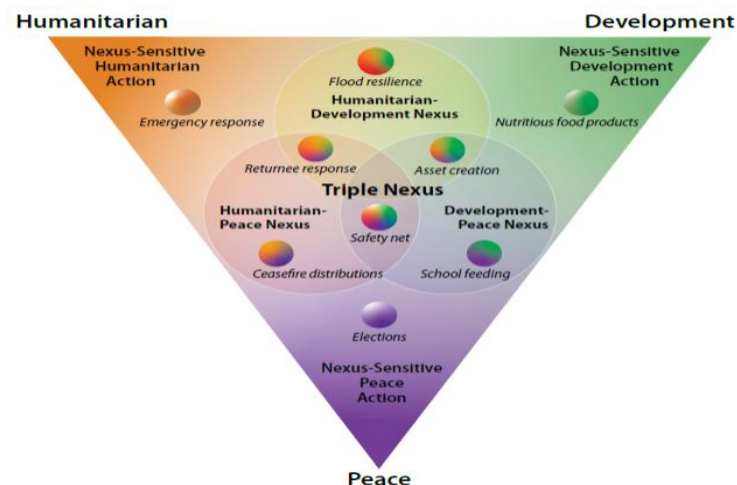 Humanitarian
Development
Nexus-Sensitive
Humanitarian
Action
Nexus-Sensitive
Development
Action
Flood resilience
Humanitarian-
Development Nexus
Emergency response
Nutritious food products
Returnee response
Asset creation
Triple Nexus
Humanitarian-
Peace Nexus
Development-
Peace Nexus
Safety net
Ceasefire distributions
School feeding
Elections
Nexus-Sensitive
Peace
Action
Peace